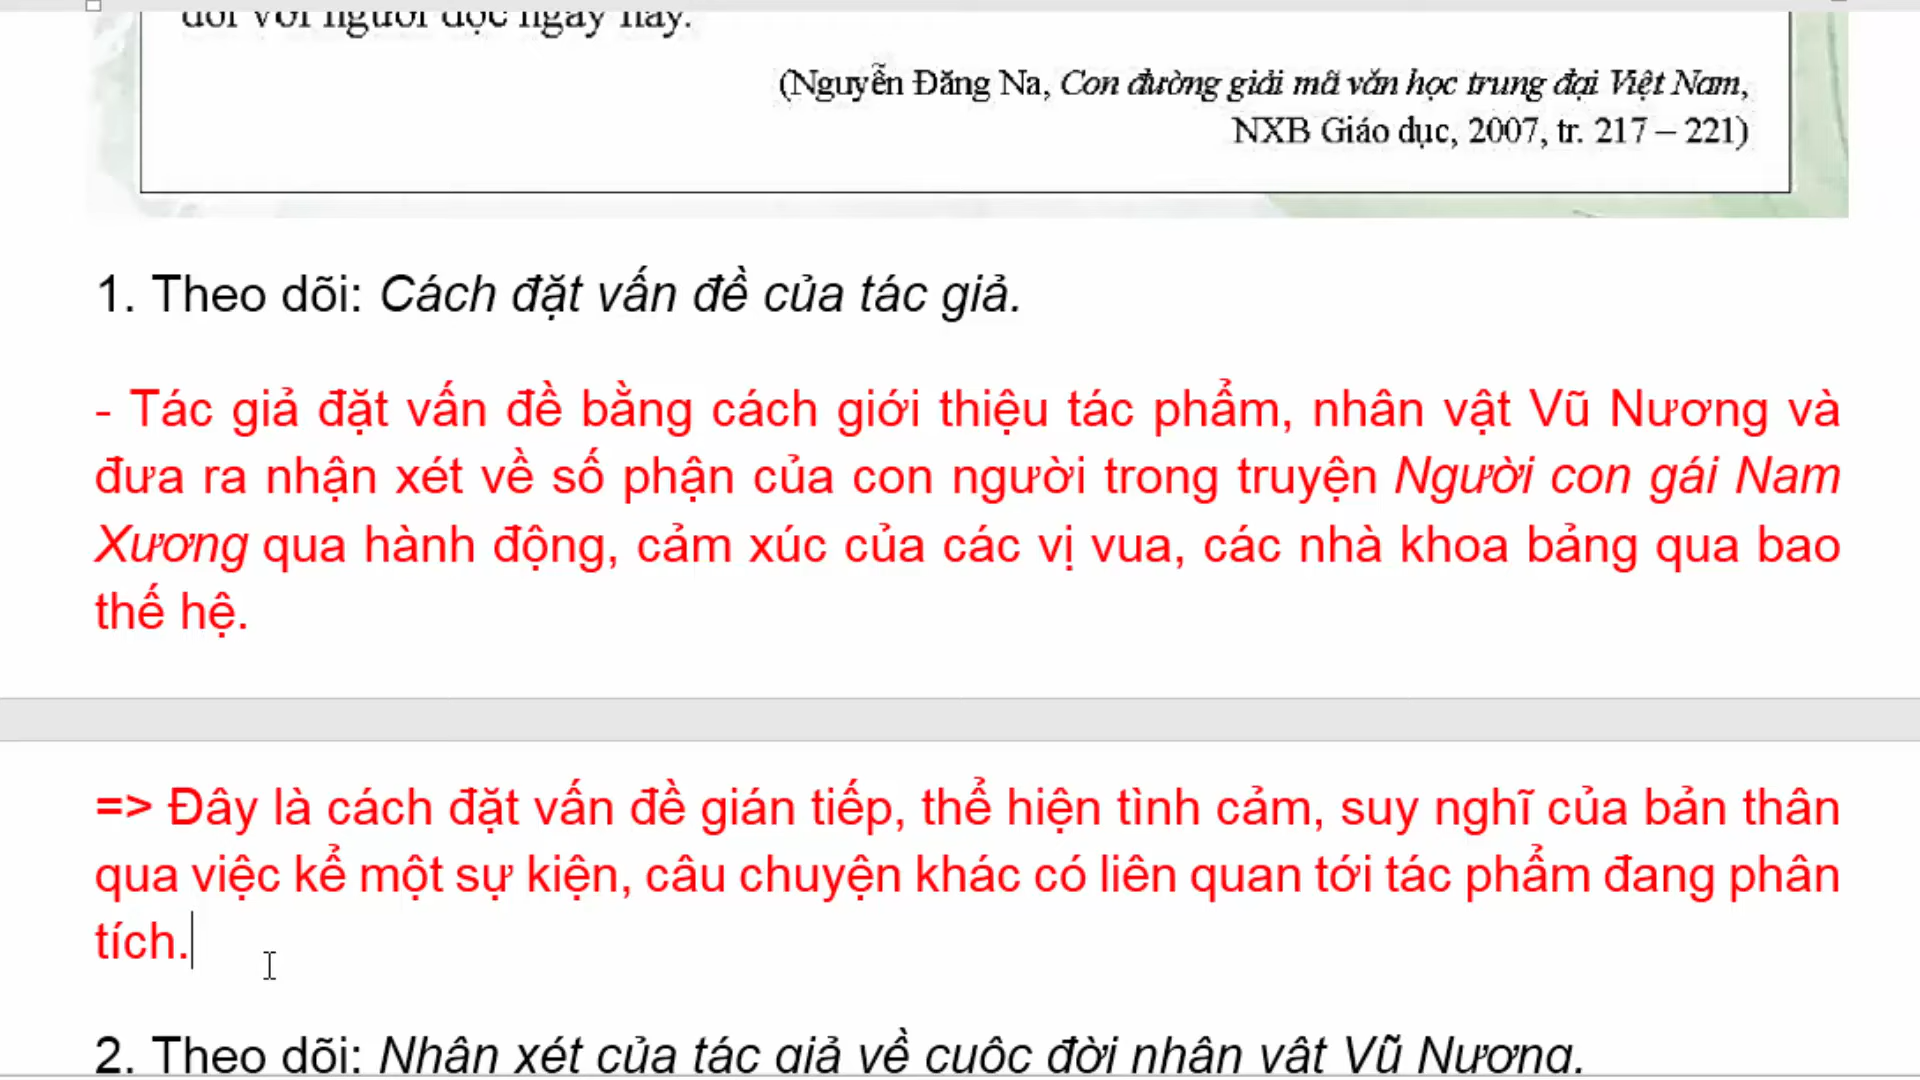 đối với người đọc ngày nay.
(Nguyễn Đăng Na, Con đường giải mã văn học trung đại Việt Nam,
NXB Giáo dục, 2007, tr. 217 – 221)
1. Theo dõi: Cách đặt vấn đề của tác giả.
- Tác giả đặt vấn đề bằng cách giới thiệu tác phẩm, nhân vật Vũ Nương và
đưa ra nhận xét về số phận của con người trong truyện Người con gái Nam
Xương qua hành động, cảm xúc của các vị vua, các nhà khoa bảng qua bao
thế hệ.
=> Đây là cách đặt vấn đề gián tiếp, thể hiện tình cảm, suy nghĩ của bản thân
qua việc kể một sự kiện, câu chuyện khác có liên quan tới tác phẩm đang phân
tích.
2. Theo dõi: Nhận xét của tác giả về cuộc đời nhân vật Vũ Nương.